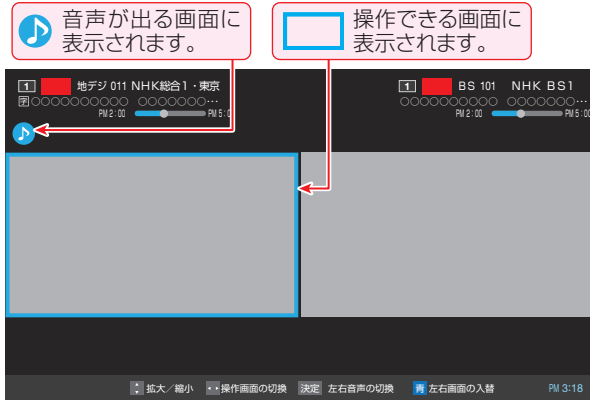 音声が出る画面に
表示されます。
操作できる画面に
表示されます。
1 地デジ 011 NHK総合1・東京
字○○○○○○○○○○ ○○○○○○○…
PM 2:00 PM 5:0
1 BS 101 NHK BS1
○○○○○○○○○○ ○○○○○○○…
PM 2:00 PM 5:00
拡大／縮小 操作画面の切換 決定 左右音声の切換 青 左右画面の入替 PM 3:18